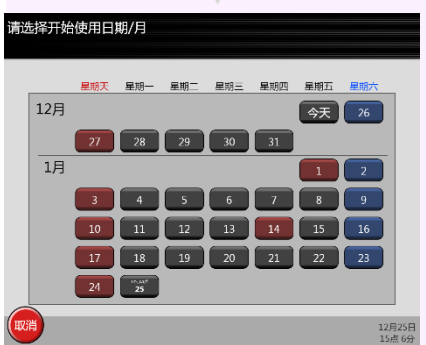 请选择开始使用日期/月
星期天 星期一 星期二 星期三 星期四 星期五 星期六
12月 今天 26
27 28 29 30 31
1月 1 2
3 4 5 6 7 8 9
10 11 12 13 14 15 16
17 18 19 20 21 22 23
24 25
取消
12月25日
15点 6分